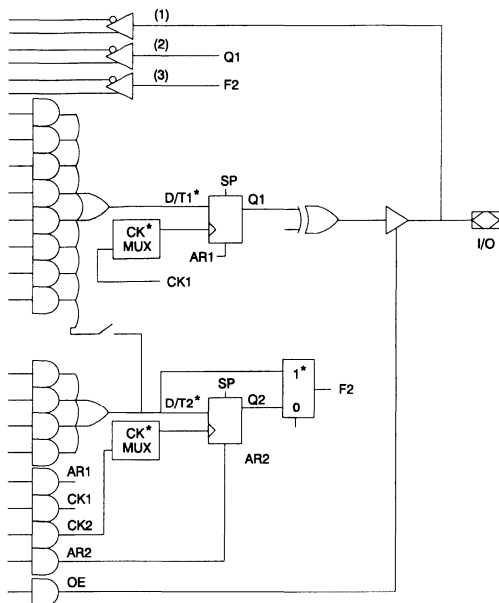 (1)
(2)
Q1
(3)
F2
SP
D/T1*
Q1
CK*
MUX
AR1
CK1
I/O
SP
1*
F2
D/T2*
Q2
0
CK*
MUX
AR2
AR1
CK1
CK2
AR2
OE